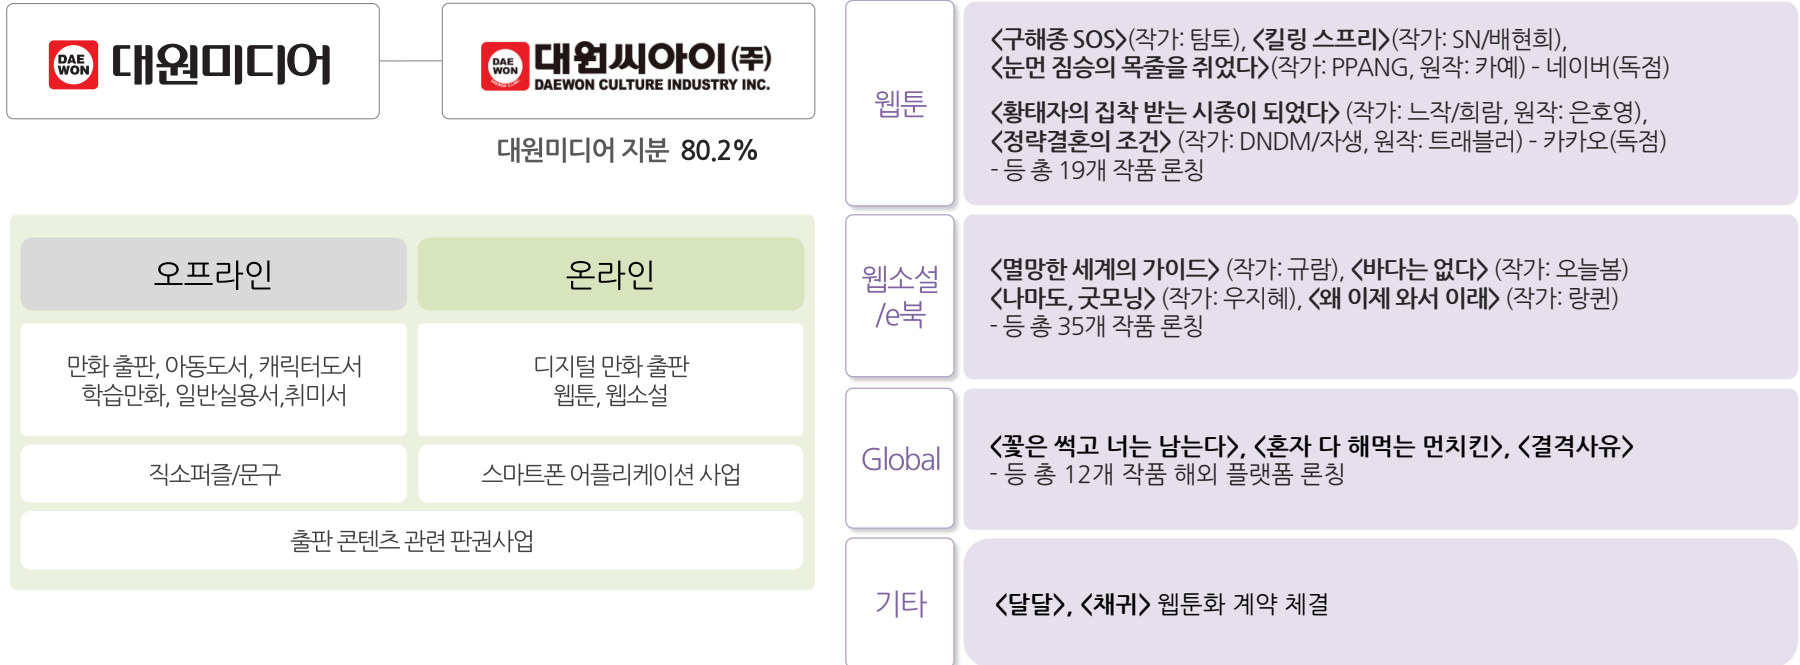 DAE
WON
대원미디어
DAE
WON
대원씨아이(주)
DAEWON CULTURE INDUSTRY INC.
대원미디어 지분 80.2%
오프라인
온라인
만화 출판, 아동도서, 캐릭터도서
학습만화, 일반실용서,취미서
디지털 만화 출판
웹툰, 웹소설
직소퍼즐/문구
스마트폰 어플리케이션 사업
출판 콘텐츠 관련 판권사업
웹툰
<구해종 SOS>(작가: 탐토), <킬링 스프리>(작가: SN/배현희),
<눈먼 짐승의 목줄을 쥐었다>(작가: PPANG, 원작: 카예) - 네이버(독점)
<황태자의 집착 받는 시종이 되었다> (작가: 느작/희람, 원작: 은호영),
<정략결혼의 조건> (작가: DNDM/자생, 원작: 트래블러) - 카카오(독점)
- 등 총 19개 작품 론칭
웹소설
/e북
<멸망한 세계의 가이드> (작가: 규람), <바다는 없다> (작가: 오늘봄)
<나마도, 굿모닝> (작가: 우지혜), <왜 이제 와서 이래> (작가: 랑퀸)
- 등 총 35개 작품 론칭
Global
<꽃은 썩고 너는 남는다>, <혼자 다 해먹는 먼치킨>, <결격사유>
- 등 총 12개 작품 해외 플랫폼 론칭
기타
<달달>, <채귀> 웹툰화 계약 체결